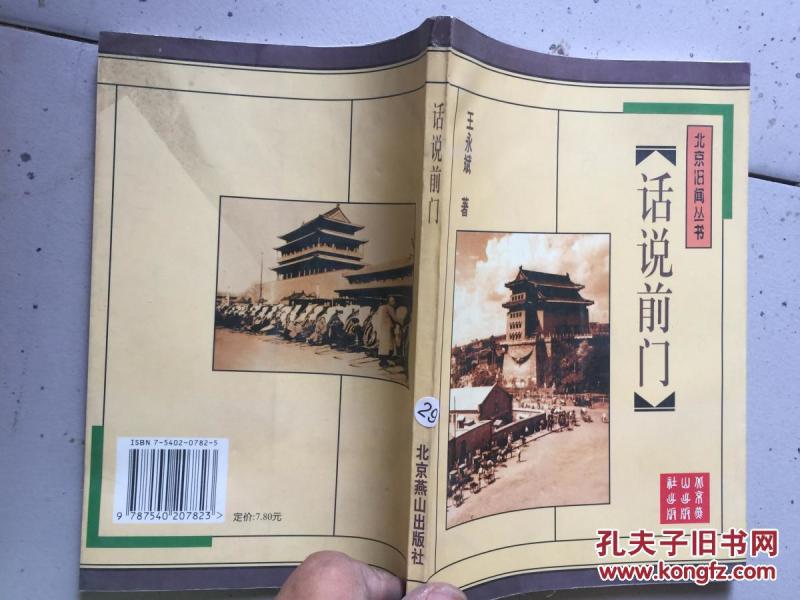 北京旧闻丛书
【话说前门】
王永斌 著
北京燕山出版社
话说前门
29
北京燕山出版社
ISBN 7-5402-0782-5
9 787540 207823 >
定价:7.80元
孔夫子旧书网
www.kongfz.com